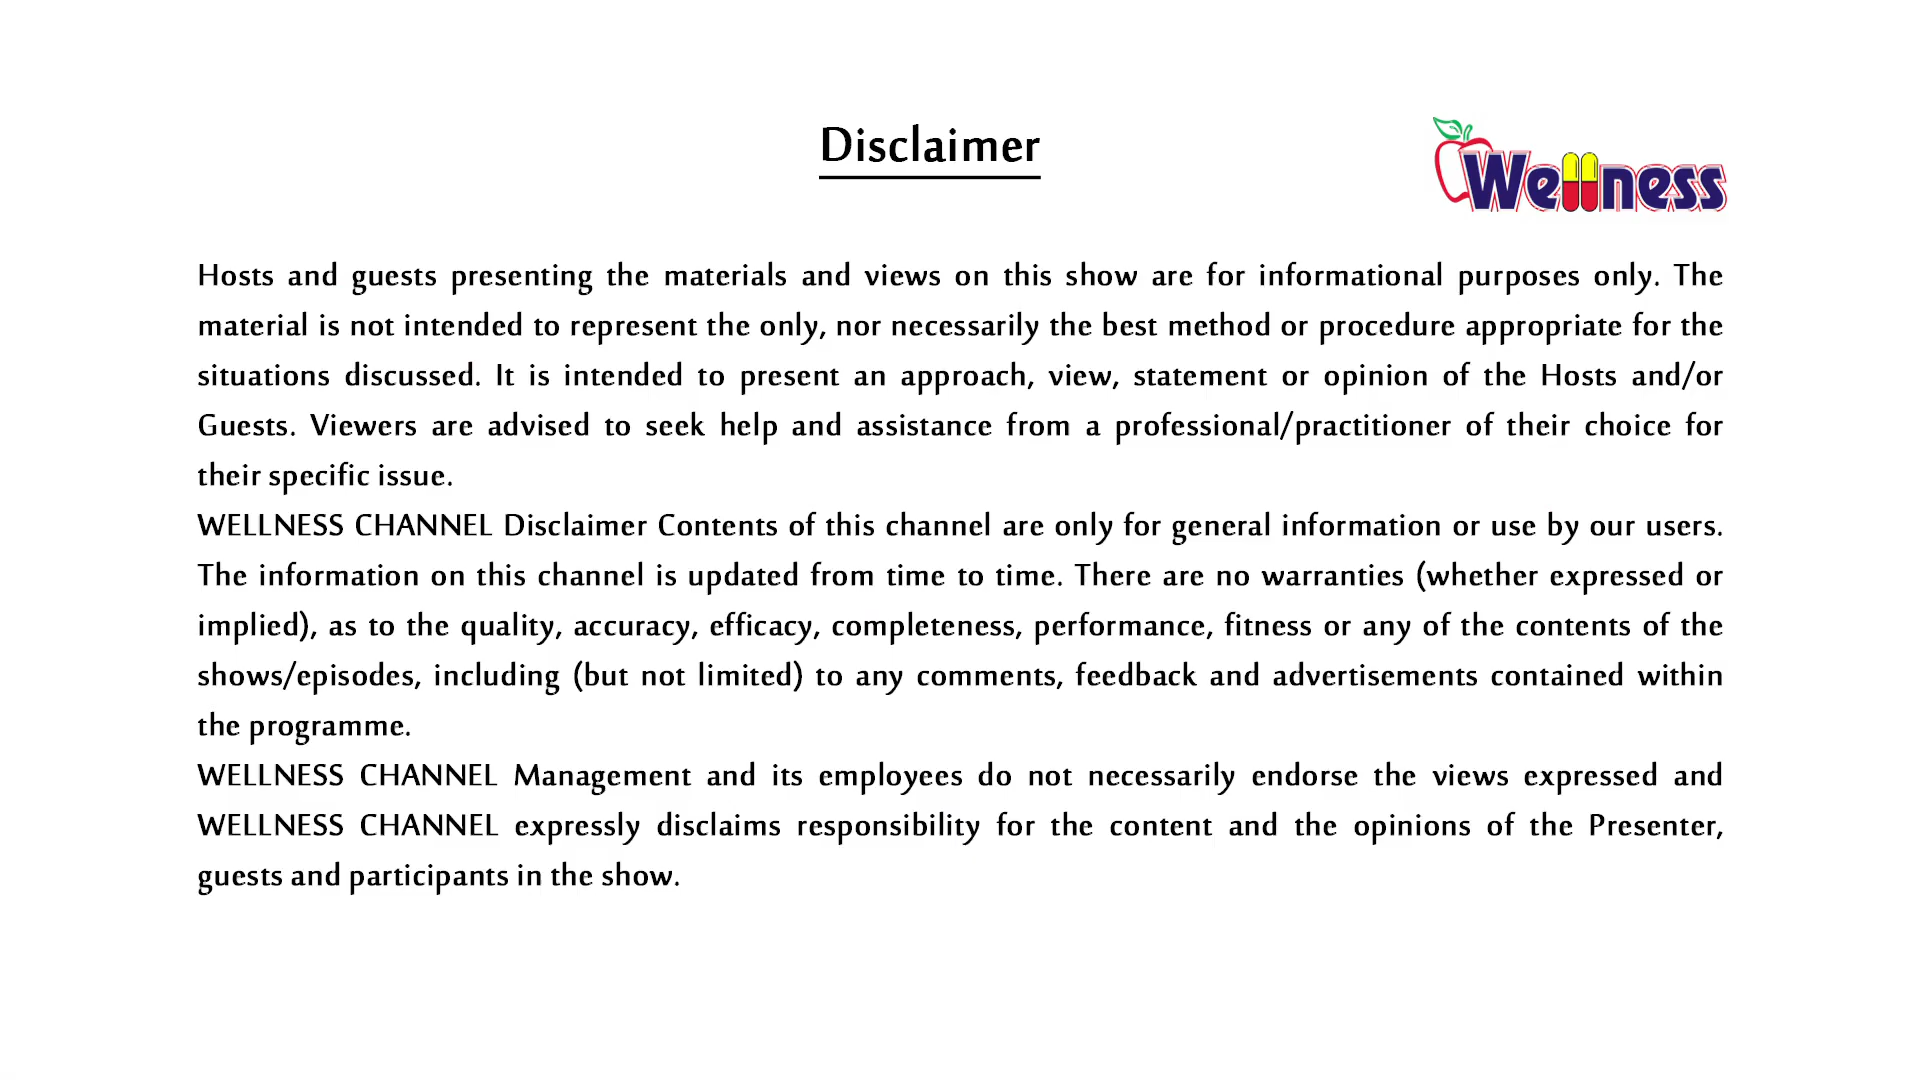 Disclaimer
Wellness
Hosts and guests presenting the materials and views on this show are for informational purposes only. The
material is not intended to represent the only, nor necessarily the best method or procedure appropriate for the
situations discussed. It is intended to present an approach, view, statement or opinion of the Hosts and/or
Guests. Viewers are advised to seek help and assistance from a professional/practitioner of their choice for
their specific issue.
WELLNESS CHANNEL Disclaimer Contents of this channel are only for general information or use by our users.
The information on this channel is updated from time to time. There are no warranties (whether expressed or
implied), as to the quality, accuracy, efficacy, completeness, performance, fitness or any of the contents of the
shows/episodes, including (but not limited) to any comments, feedback and advertisements contained within
the programme.
WELLNESS CHANNEL Management and its employees do not necessarily endorse the views expressed and
WELLNESS CHANNEL expressly disclaims responsibility for the content and the opinions of the Presenter,
guests and participants in the show.